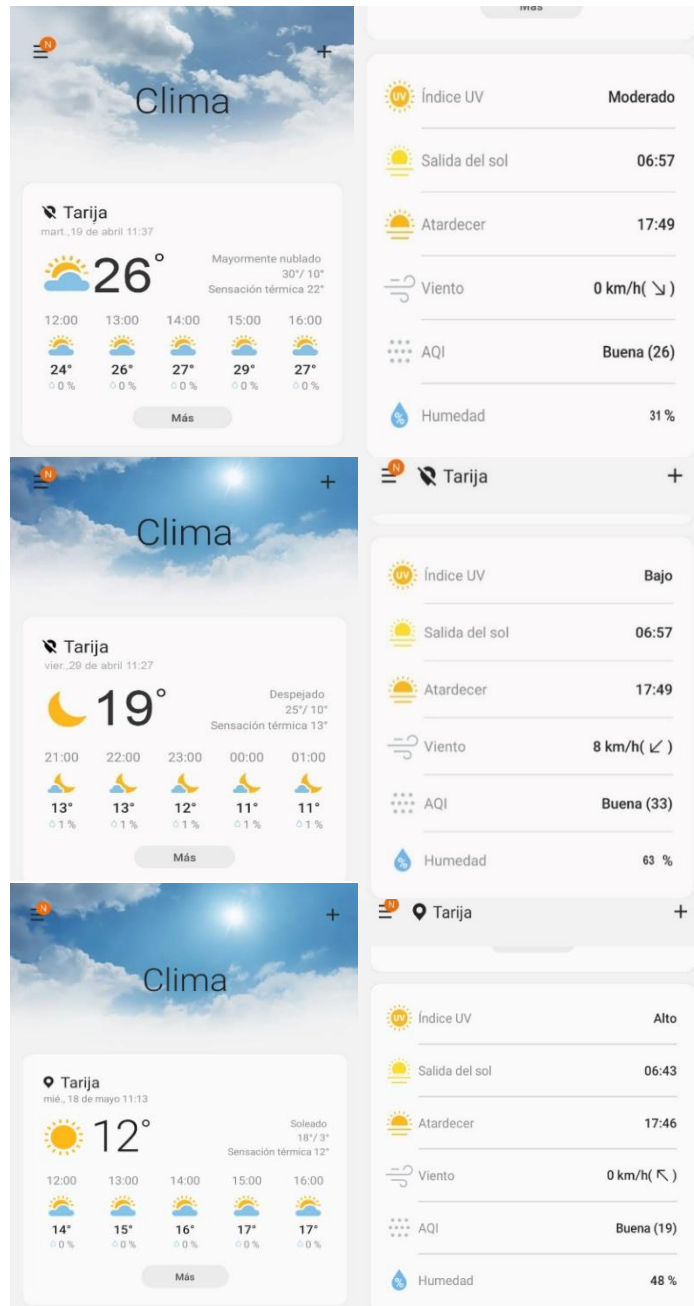 N
+
Clima
Tarija
mart.,19 de abril 11:37
26°
Mayormente nublado
30°/ 10°
Sensación térmica 22°
12:00 13:00 14:00 15:00 16:00
24° 26° 27° 29° 27°
0 % 0 % 0 % 0 % 0 %
Más
Más
UV Índice UV Moderado
Salida del sol 06:57
Atardecer 17:49
Viento 0 km/h( ↘ )
AQI Buena (26)
% Humedad 31 %
N
+
Clima
Tarija
vier.,29 de abril 11:27
19°
Despejado
25°/ 10°
Sensación térmica 13°
21:00 22:00 23:00 00:00 01:00
13° 13° 12° 11° 11°
1 % 1 % 1 % 1 % 1 %
Más
N Tarija +
UV Índice UV Bajo
Salida del sol 06:57
Atardecer 17:49
Viento 8 km/h( ↙ )
AQI Buena (33)
% Humedad 63 %
N
+
Clima
Tarija
mié., 18 de mayo 11:13
12°
Soleado
18°/ 3°
Sensación térmica 12°
12:00 13:00 14:00 15:00 16:00
14° 15° 16° 17° 17°
0 % 0 % 0 % 0 % 0 %
Más
N Tarija +
UV Índice UV Alto
Salida del sol 06:43
Atardecer 17:46
Viento 0 km/h( ↖ )
AQI Buena (19)
% Humedad 48 %